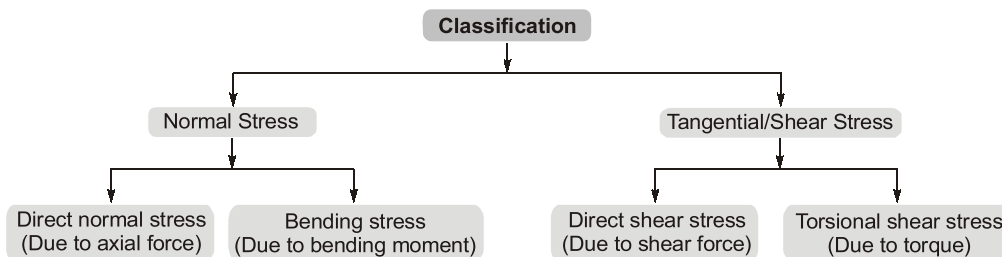 Classification
Normal Stress
Tangential/Shear Stress
Direct normal stress
(Due to axial force)
Bending stress
(Due to bending moment)
Direct shear stress
(Due to shear force)
Torsional shear stress
(Due to torque)